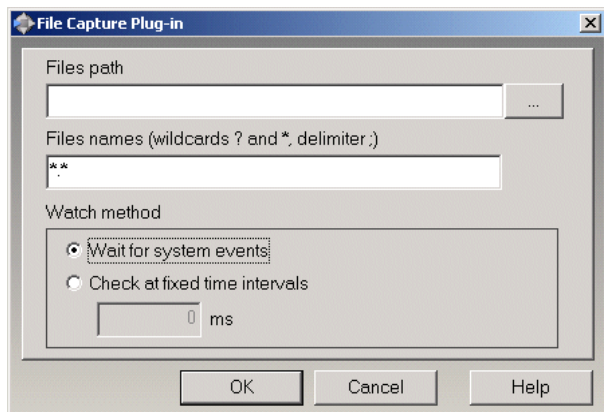 File Capture Plug-in
Files path
...
Files names (wildcards ? and *, delimiter ;)
*.*
Watch method
Wait for system events
Check at fixed time intervals
0 ms
OK Cancel Help